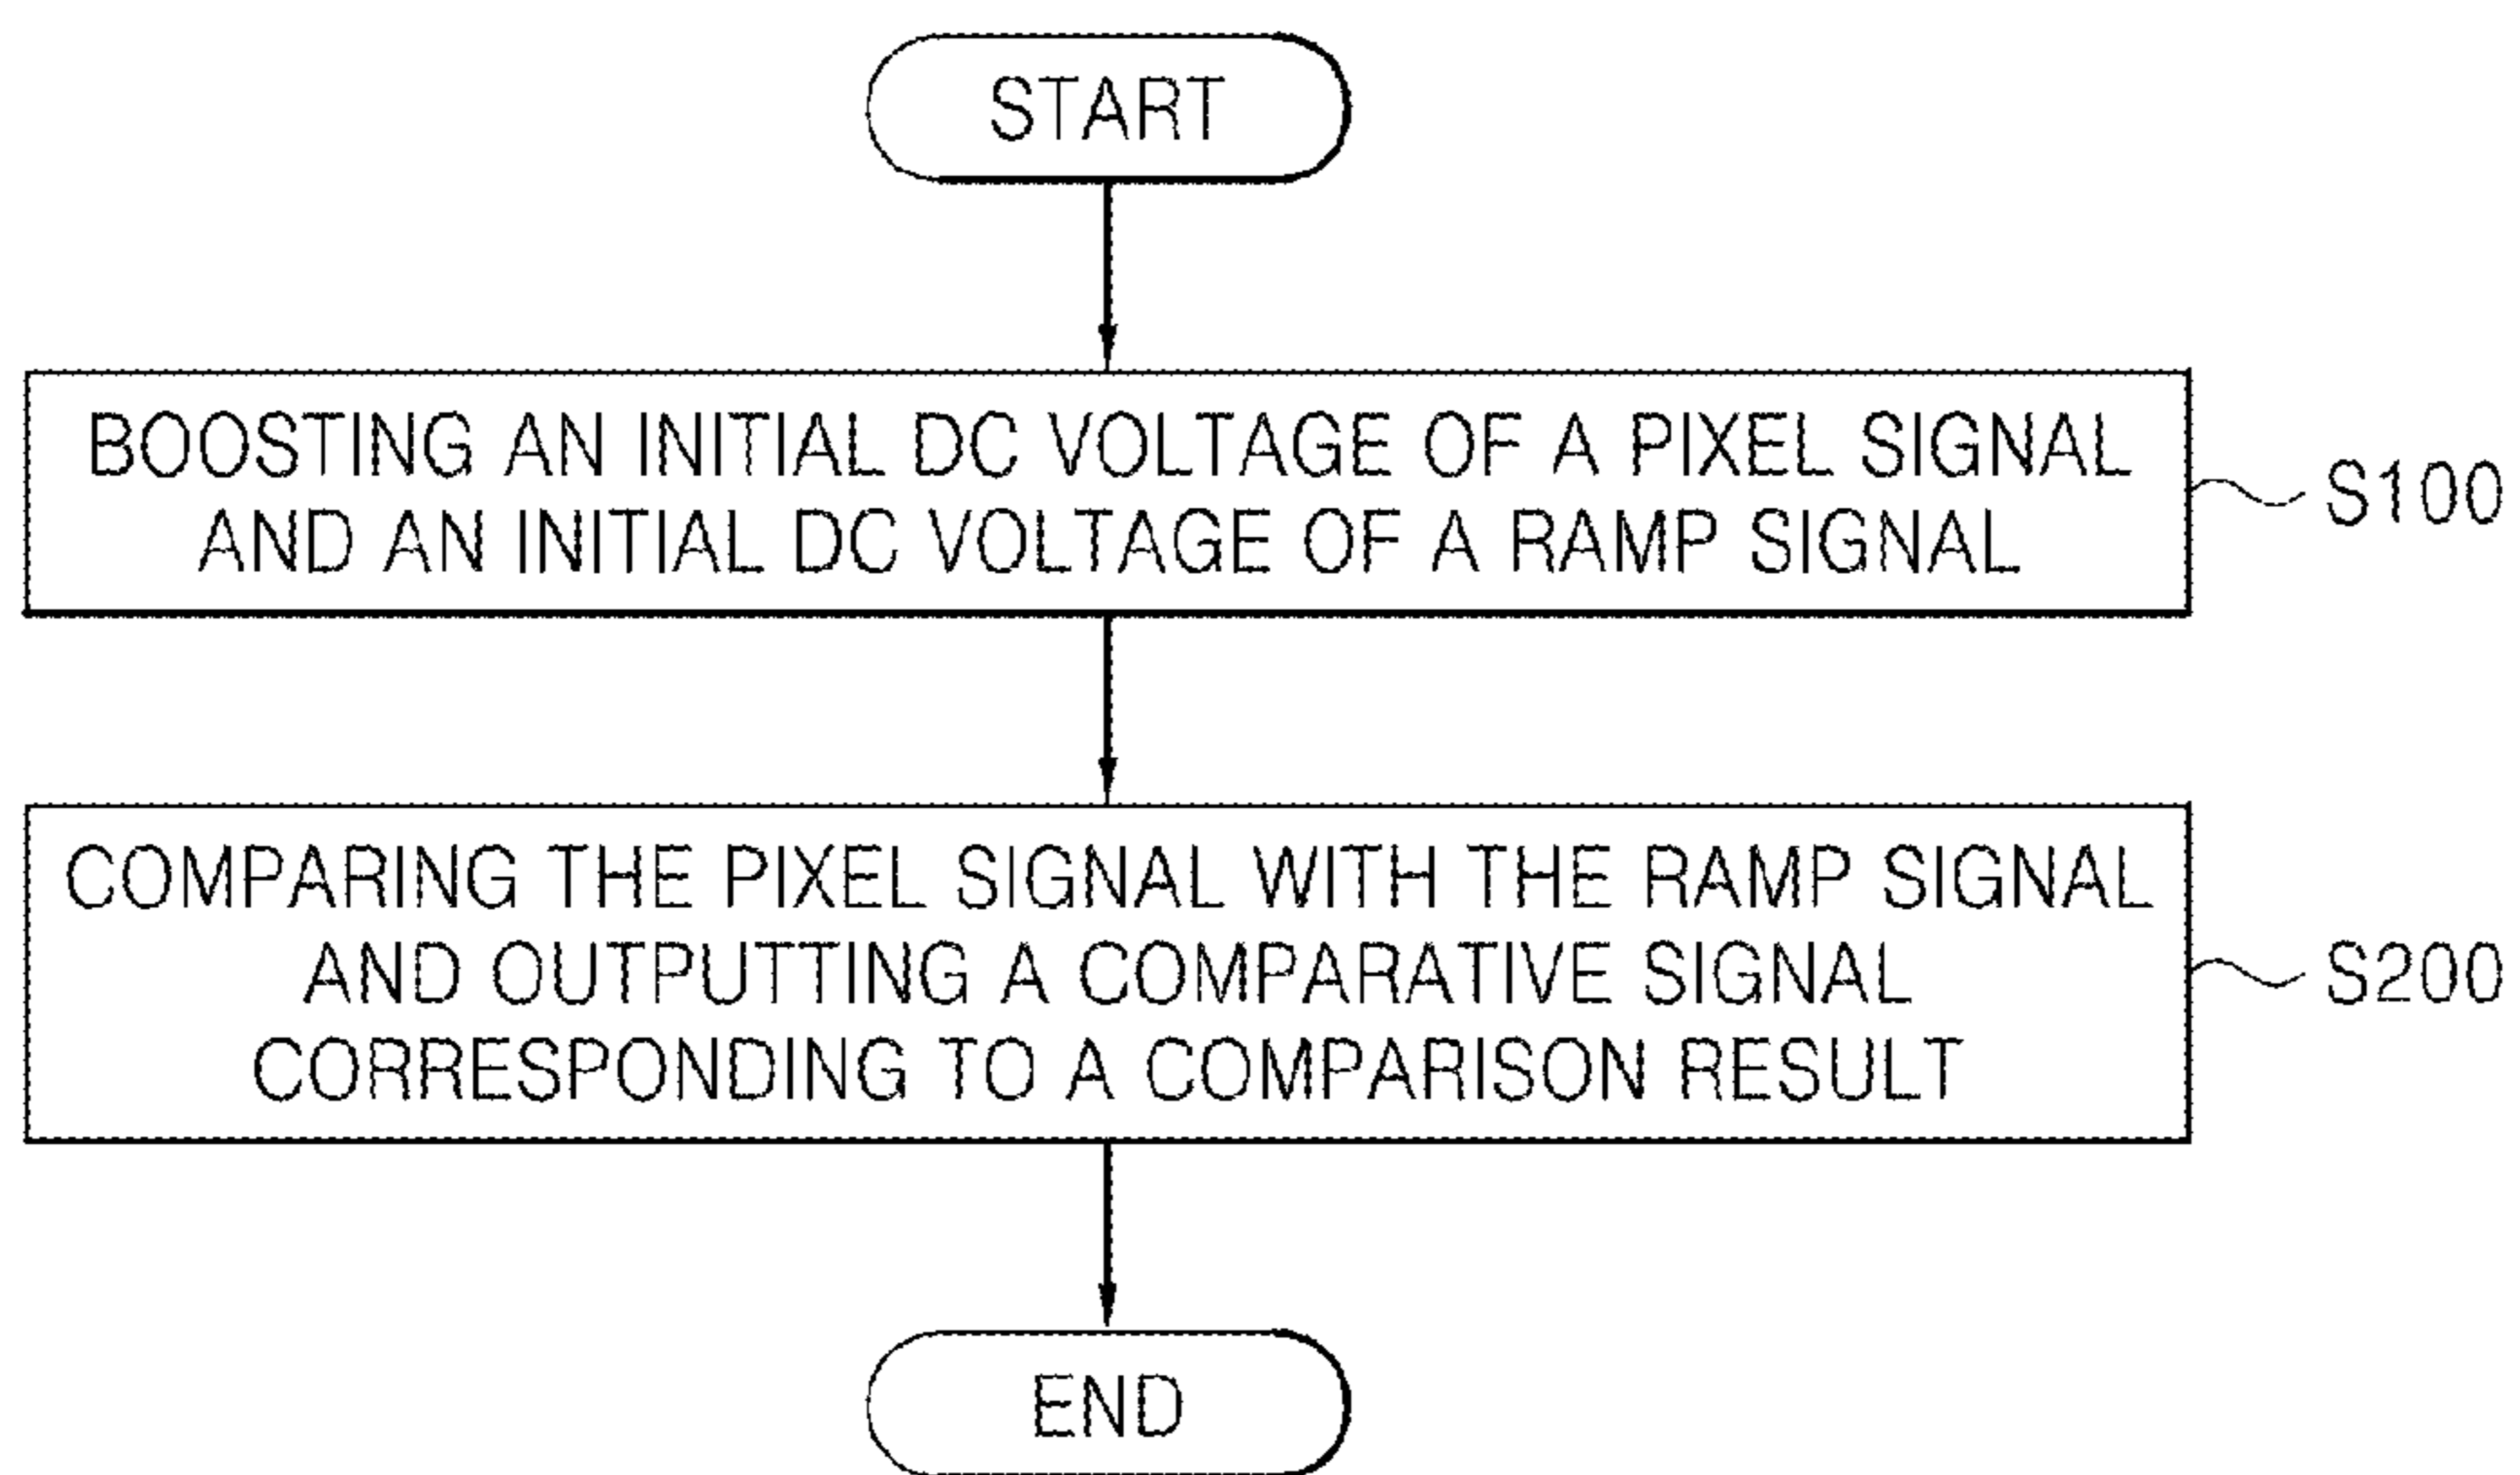 START
BOOSTING AN INITIAL DC VOLTAGE OF A PIXEL SIGNAL
AND AN INITIAL DC VOLTAGE OF A RAMP SIGNAL
S100
COMPARING THE PIXEL SIGNAL WITH THE RAMP SIGNAL
AND OUTPUTTING A COMPARATIVE SIGNAL
CORRESPONDING TO A COMPARISON RESULT
S200
END